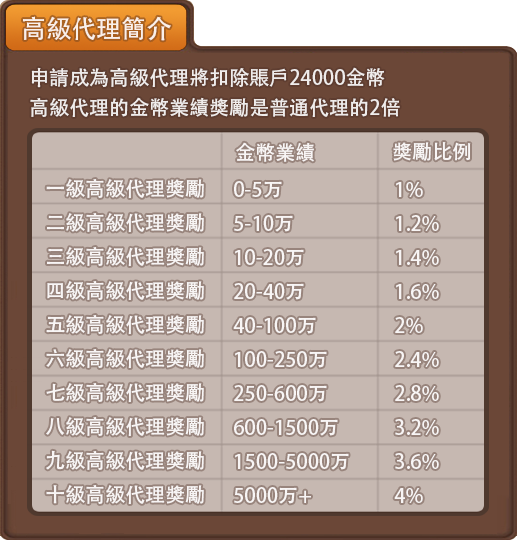 高級代理簡介
申請成為高級代理將扣除賬戶24000金幣
高級代理的金幣業績獎勵是普通代理的2倍
金幣業績 獎勵比例
一級高級代理獎勵 0-5万 1%
二級高級代理獎勵 5-10万 1.2%
三級高級代理獎勵 10-20万 1.4%
四級高級代理獎勵 20-40万 1.6%
五級高級代理獎勵 40-100万 2%
六級高級代理獎勵 100-250万 2.4%
七級高級代理獎勵 250-600万 2.8%
八級高級代理獎勵 600-1500万 3.2%
九級高級代理獎勵 1500-5000万 3.6%
十級高級代理獎勵 5000万+ 4%